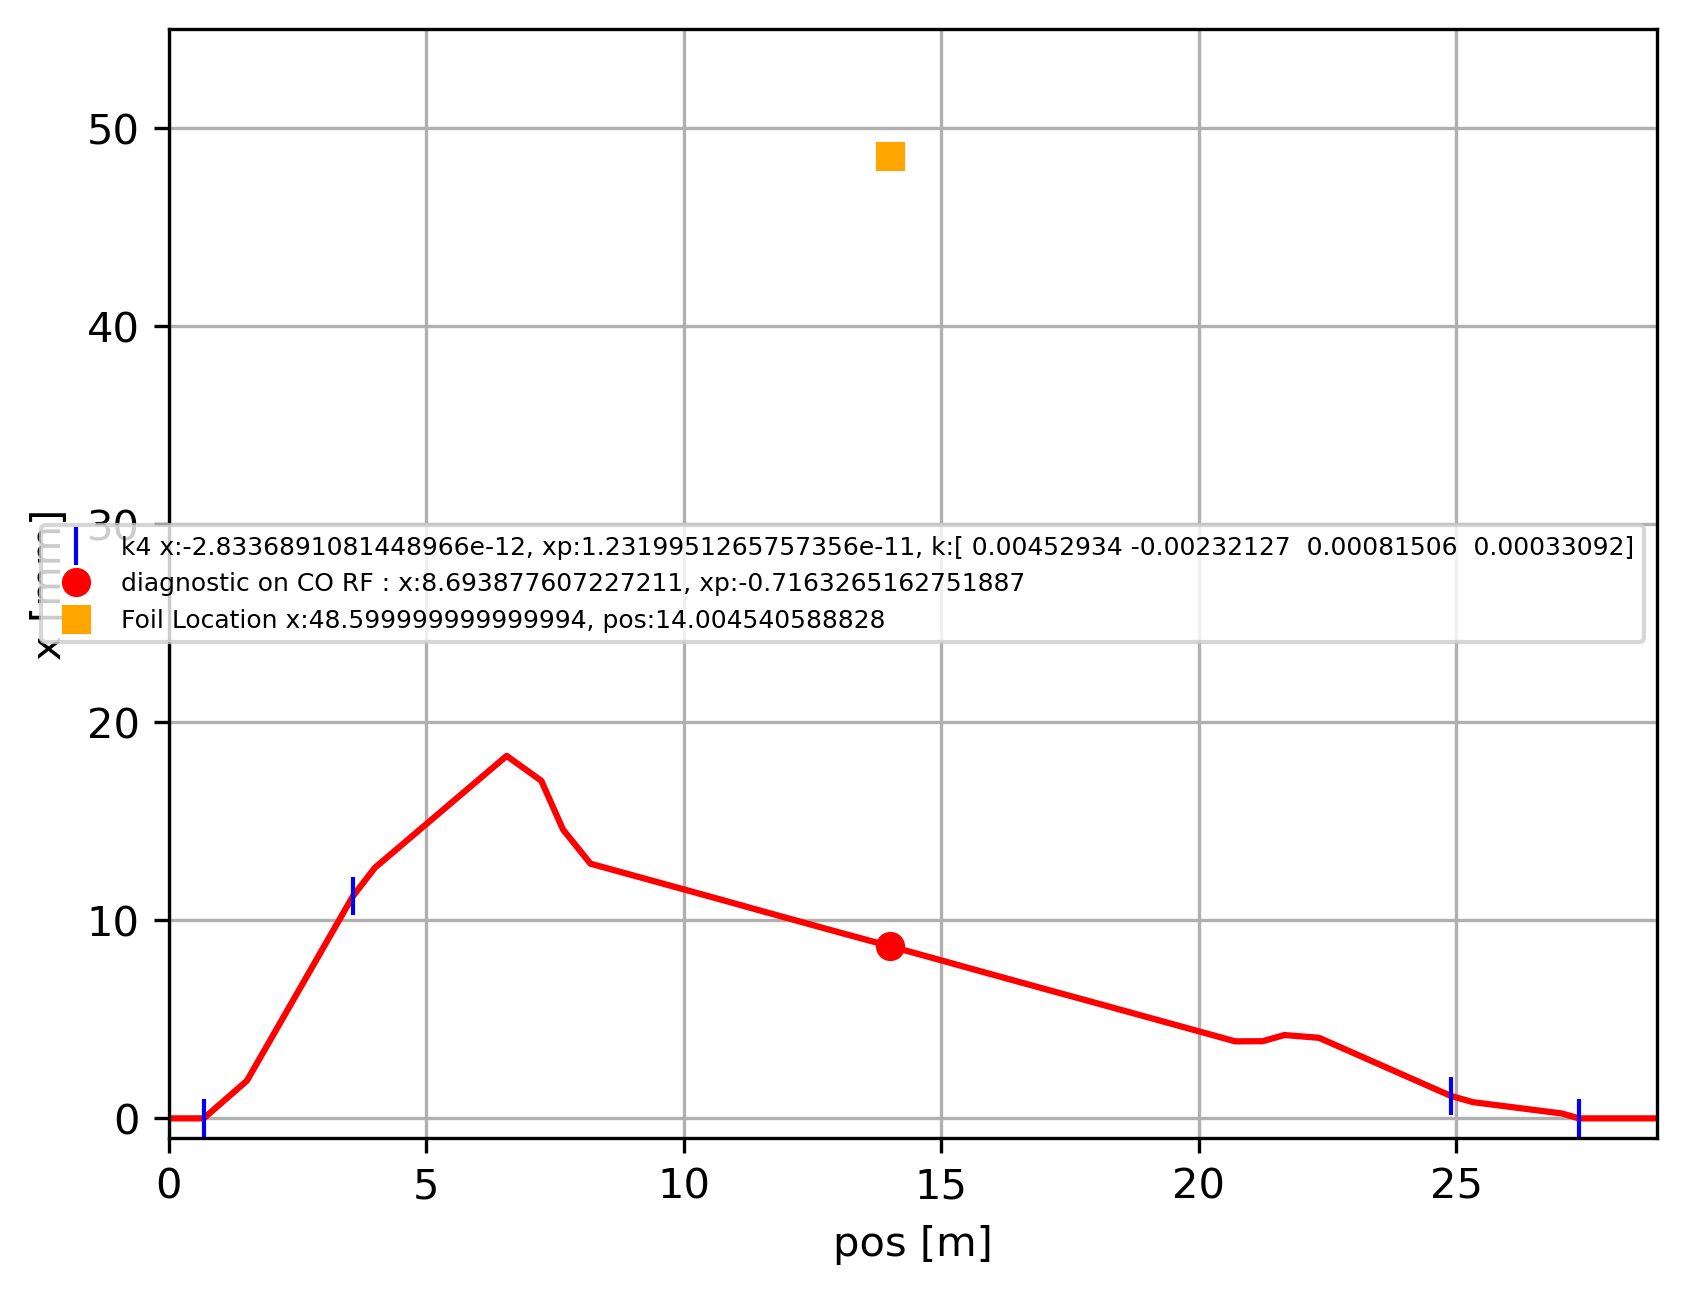 50
40
30
20
10
0
x [mm]
k4 x:-2.8336891081448966e-12, xp:1.2319951265757356e-11, k:[ 0.00452934 -0.00232127  0.00081506  0.00033092]
diagnostic on CO RF : x:8.693877607227211, xp:-0.7163265162751887
Foil Location x:48.599999999999994, pos:14.004540588828
0 5 10 15 20 25
pos [m]